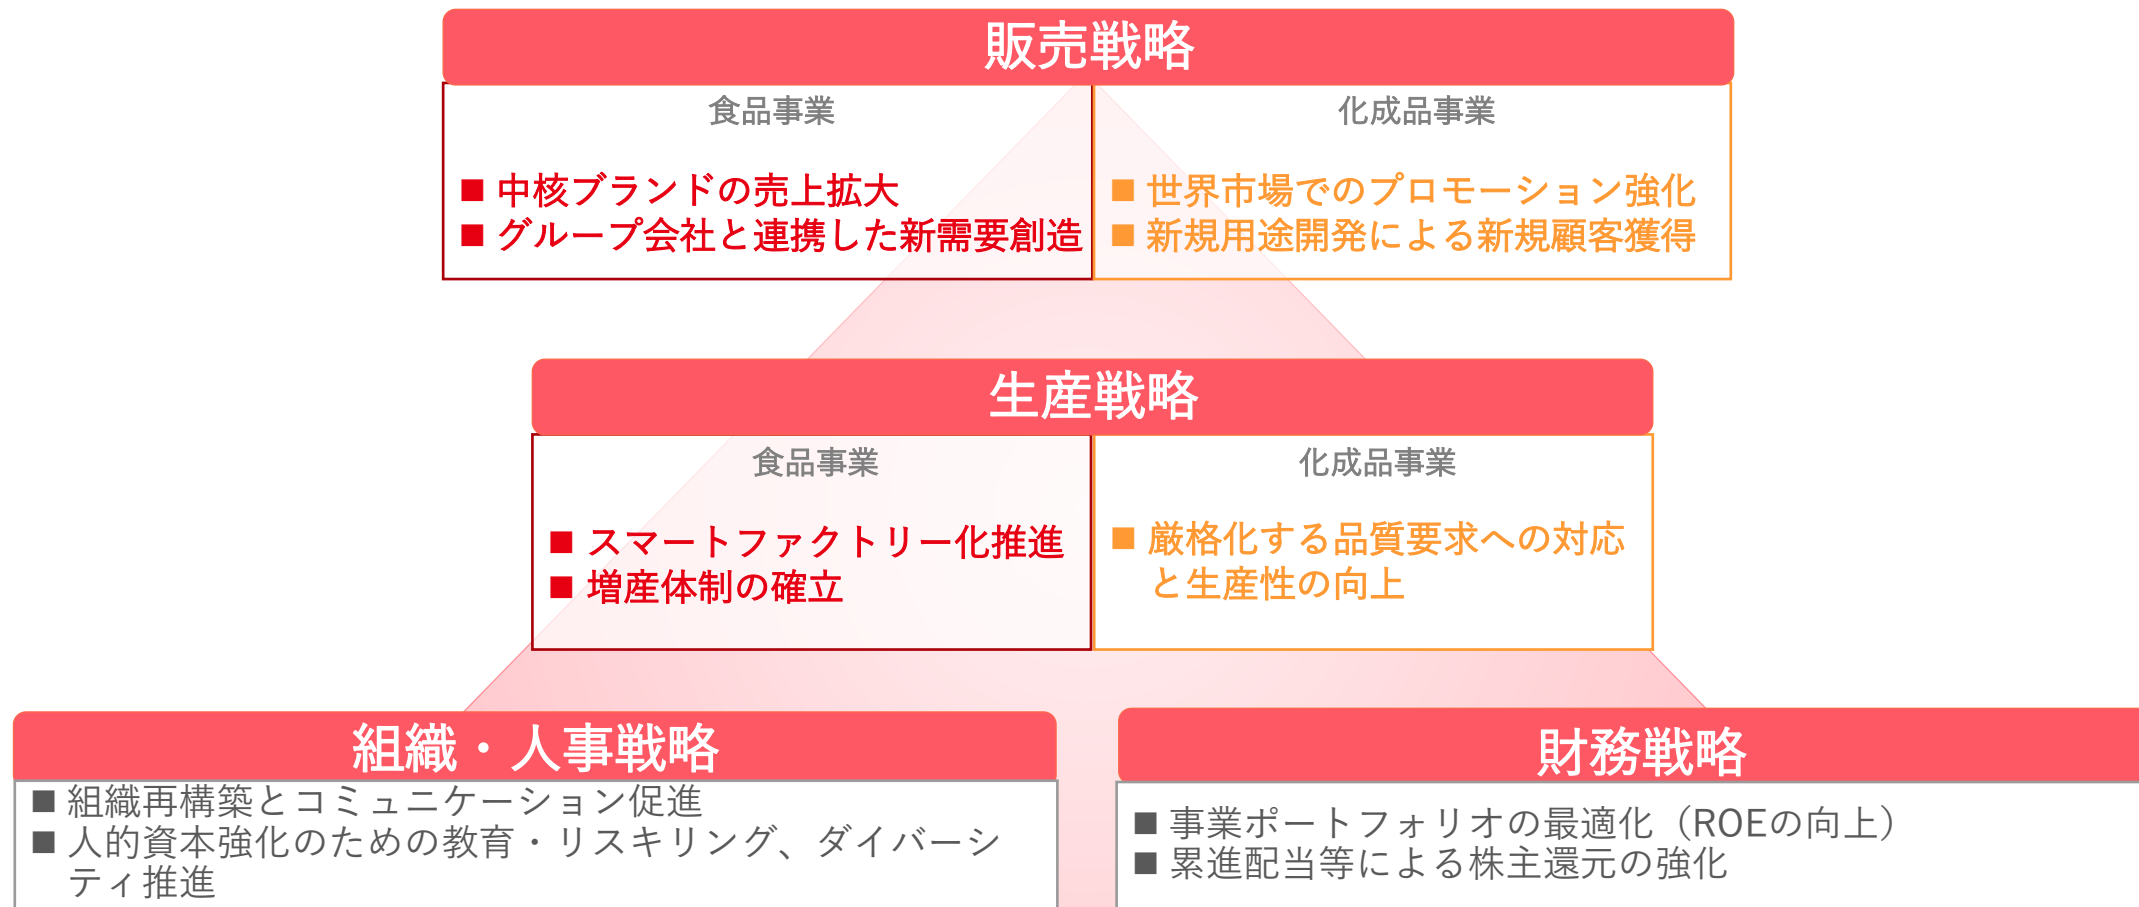 販売戦略
食品事業
■ 中核ブランドの売上拡大
■ グループ会社と連携した新需要創造
化成品事業
■ 世界市場でのプロモーション強化
■ 新規用途開発による新規顧客獲得
生産戦略
食品事業
■ スマートファクトリー化推進
■ 増産体制の確立
化成品事業
■ 厳格化する品質要求への対応
と生産性の向上
組織・人事戦略
■ 組織再構築とコミュニケーション促進
■ 人的資本強化のための教育・リスキリング、ダイバーシ
ティ推進
財務戦略
■ 事業ポートフォリオの最適化（ROEの向上）
■ 累進配当等による株主還元の強化